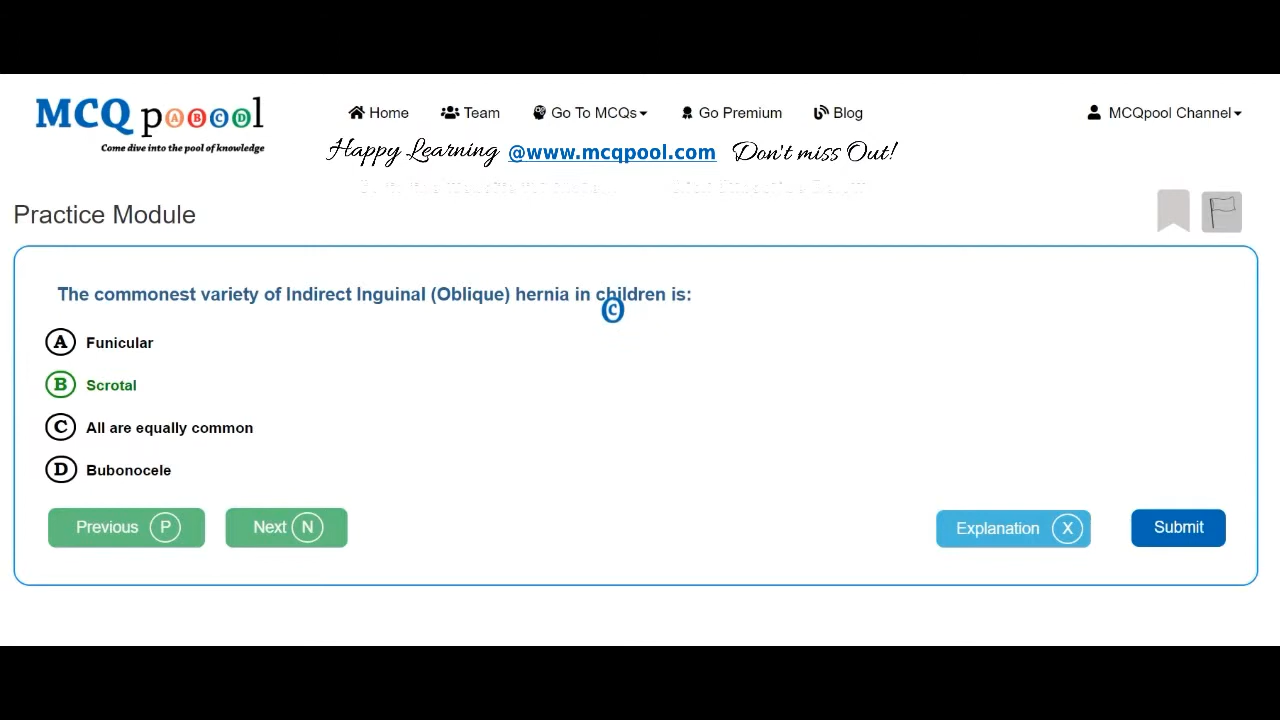 MCQ pooool
ABCD
Come dive into the pool of knowledge
Home Team Go To MCQs Go Premium Blog MCQpool Channel
Happy Learning @www.mcqpool.com Don't miss Out!
Practice Module
The commonest variety of Indirect Inguinal (Oblique) hernia in children is:
C
A Funicular
B Scrotal
C All are equally common
D Bubonocele
Previous P Next N Explanation X Submit